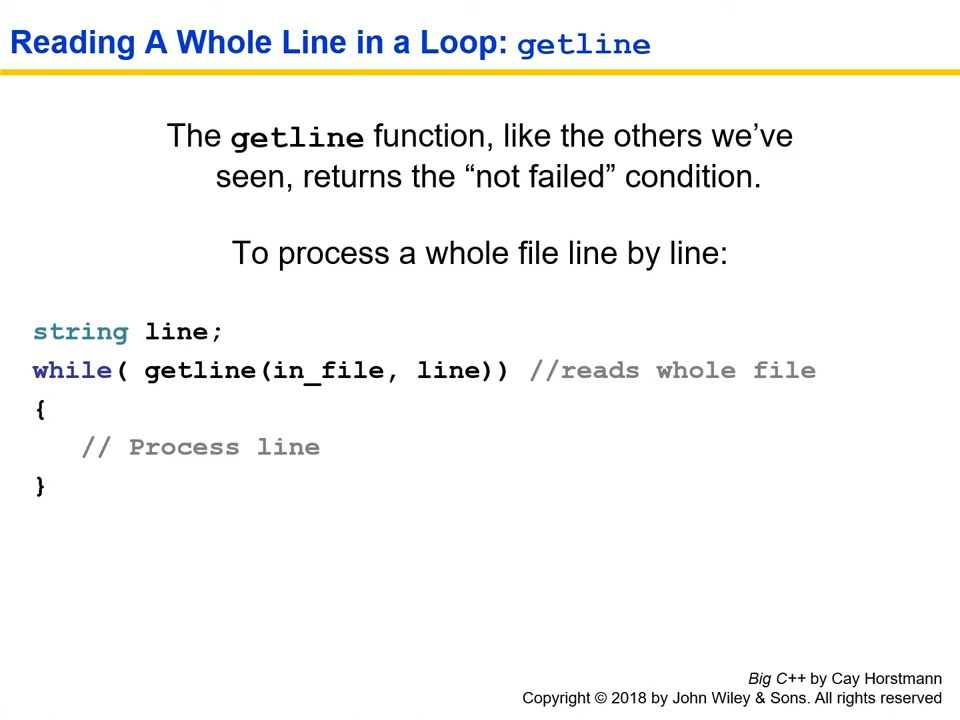 Reading A Whole Line in a Loop: getline
The getline function, like the others we’ve
seen, returns the “not failed” condition.
To process a whole file line by line:
string line;
while( getline(in_file, line)) //reads whole file
{
   // Process line
}
Big C++ by Cay Horstmann
Copyright © 2018 by John Wiley & Sons. All rights reserved